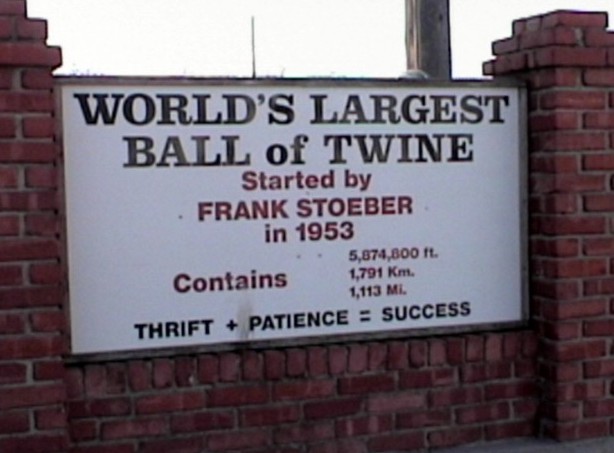 WORLD'S LARGEST
BALL of TWINE
Started by
FRANK STOEBER
in 1953
Contains
5,874,800 ft.
1,791 Km.
1,113 Mi.
THRIFT + PATIENCE = SUCCESS